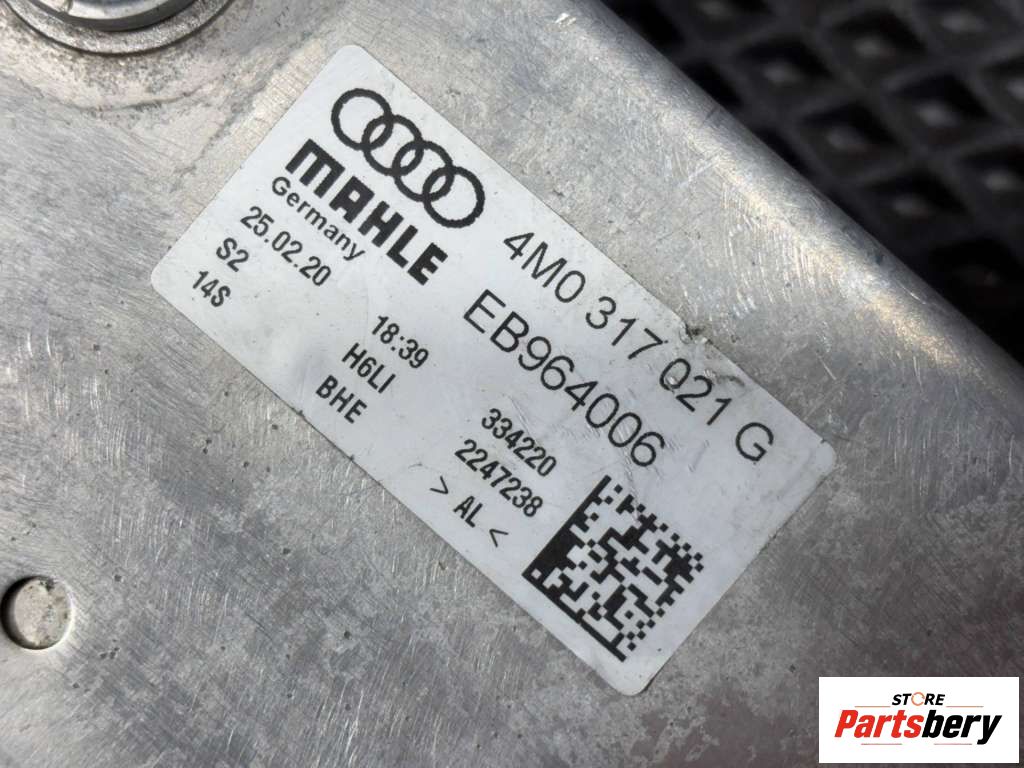 MAHLE
Germany
25.02.20
S2
14S
18:39
H6LI
BHE
4M0 317 021 G
EB964006
334220
2247238
> AL <
STORE
Partsbery